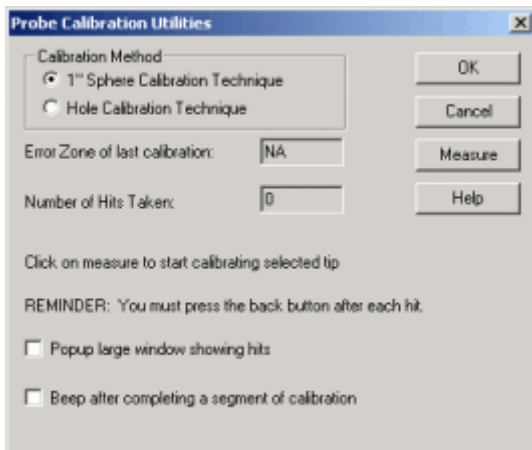 Probe Calibration Utilities
Calibration Method
1" Sphere Calibration Technique
Hole Calibration Technique
OK
Cancel
Error Zone of last calibration: NA
Measure
Number of Hits Taken: 0
Help
Click on measure to start calibrating selected tip
REMINDER: You must press the back button after each hit.
Popup large window showing hits
Beep after completing a segment of calibration